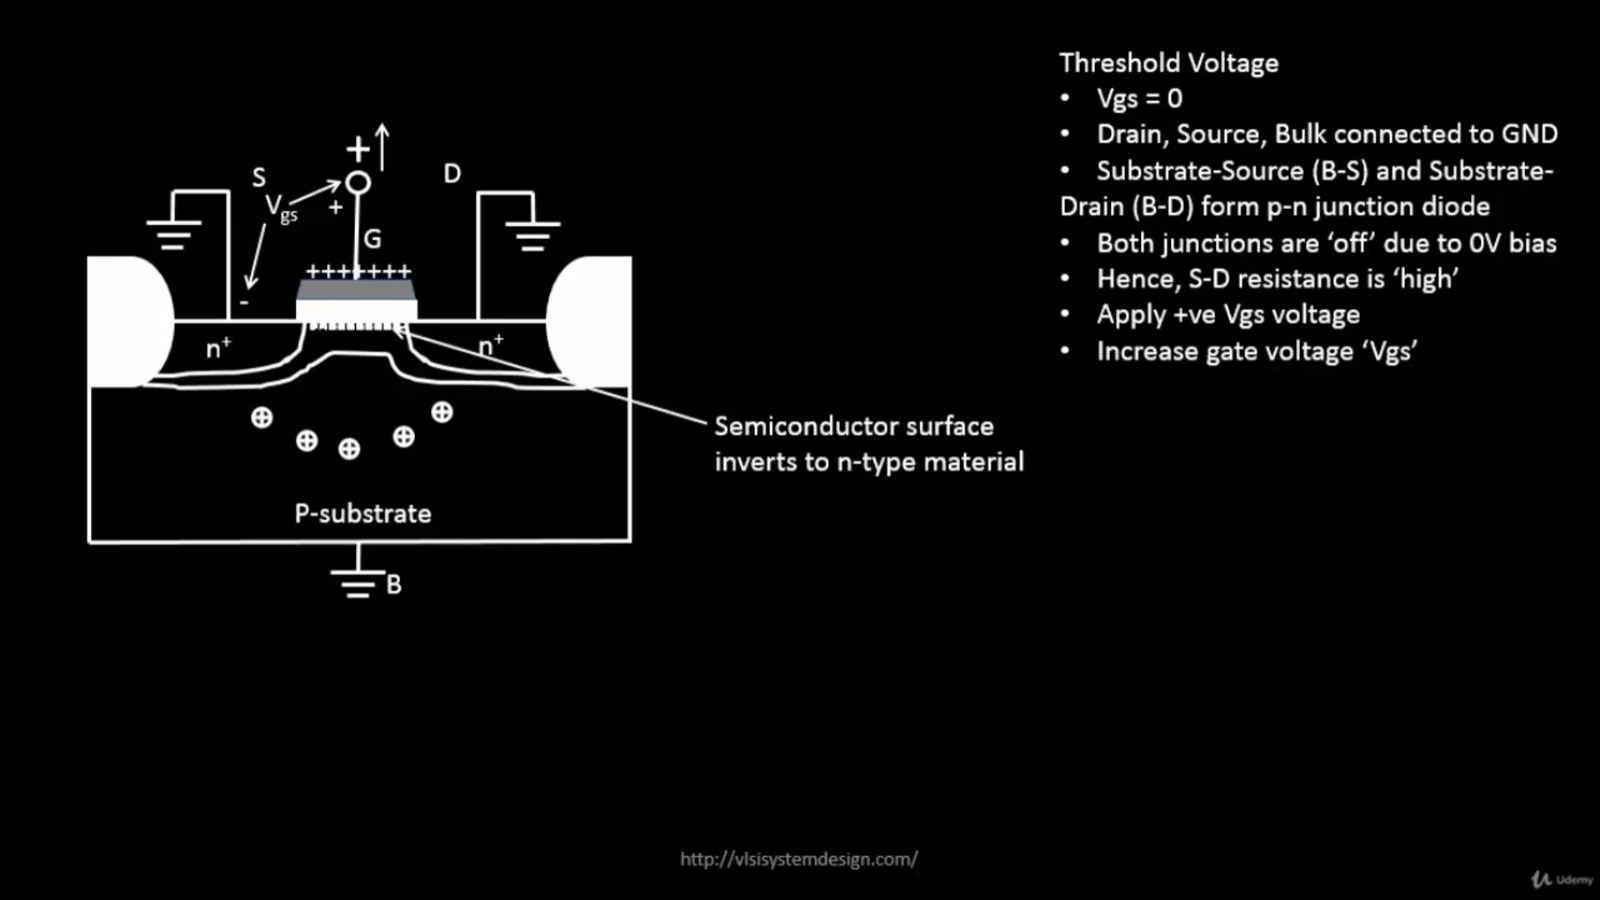 Threshold Voltage
• Vgs = 0
• Drain, Source, Bulk connected to GND
• Substrate-Source (B-S) and Substrate-
Drain (B-D) form p-n junction diode
• Both junctions are ‘off’ due to 0V bias
• Hence, S-D resistance is ‘high’
• Apply +ve Vgs voltage
• Increase gate voltage ‘Vgs’
+
S
D
Vgs
+
G
+++++++
-
n+
n+
Semiconductor surface
inverts to n-type material
P-substrate
B
http://vlsisystemdesign.com/
Udemy